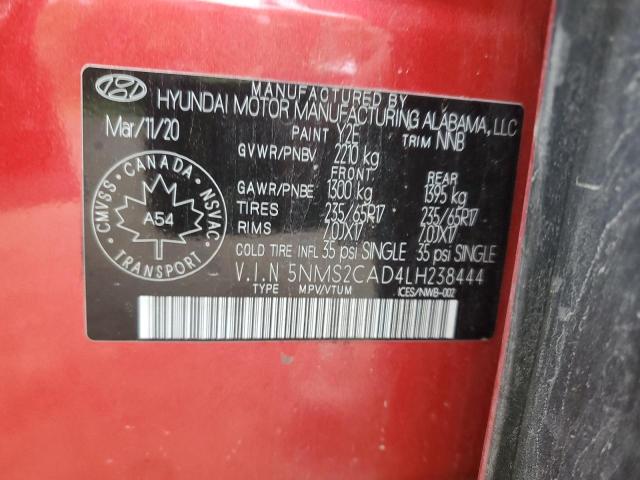 MANUFACTURED BY
HYUNDAI MOTOR MANUFACTURING ALABAMA, LLC
Mar/11/20
PAINT Y2E TRIM NNB
GVWR/PNBV 2210 kg
FRONT REAR
GAWR/PNBE 1300 kg 1395 kg
TIRES 235/65R17 235/65R17
RIMS 7.0JX17 7.0JX17
COLD TIRE INFL 35 psi SINGLE 35 psi SINGLE
V.I.N 5NMS2CAD4LH238444
TYPE MPV/VTUM ICES/NWB-002
CANADA
CMVSS NSVAC
A54
TRANSPORT